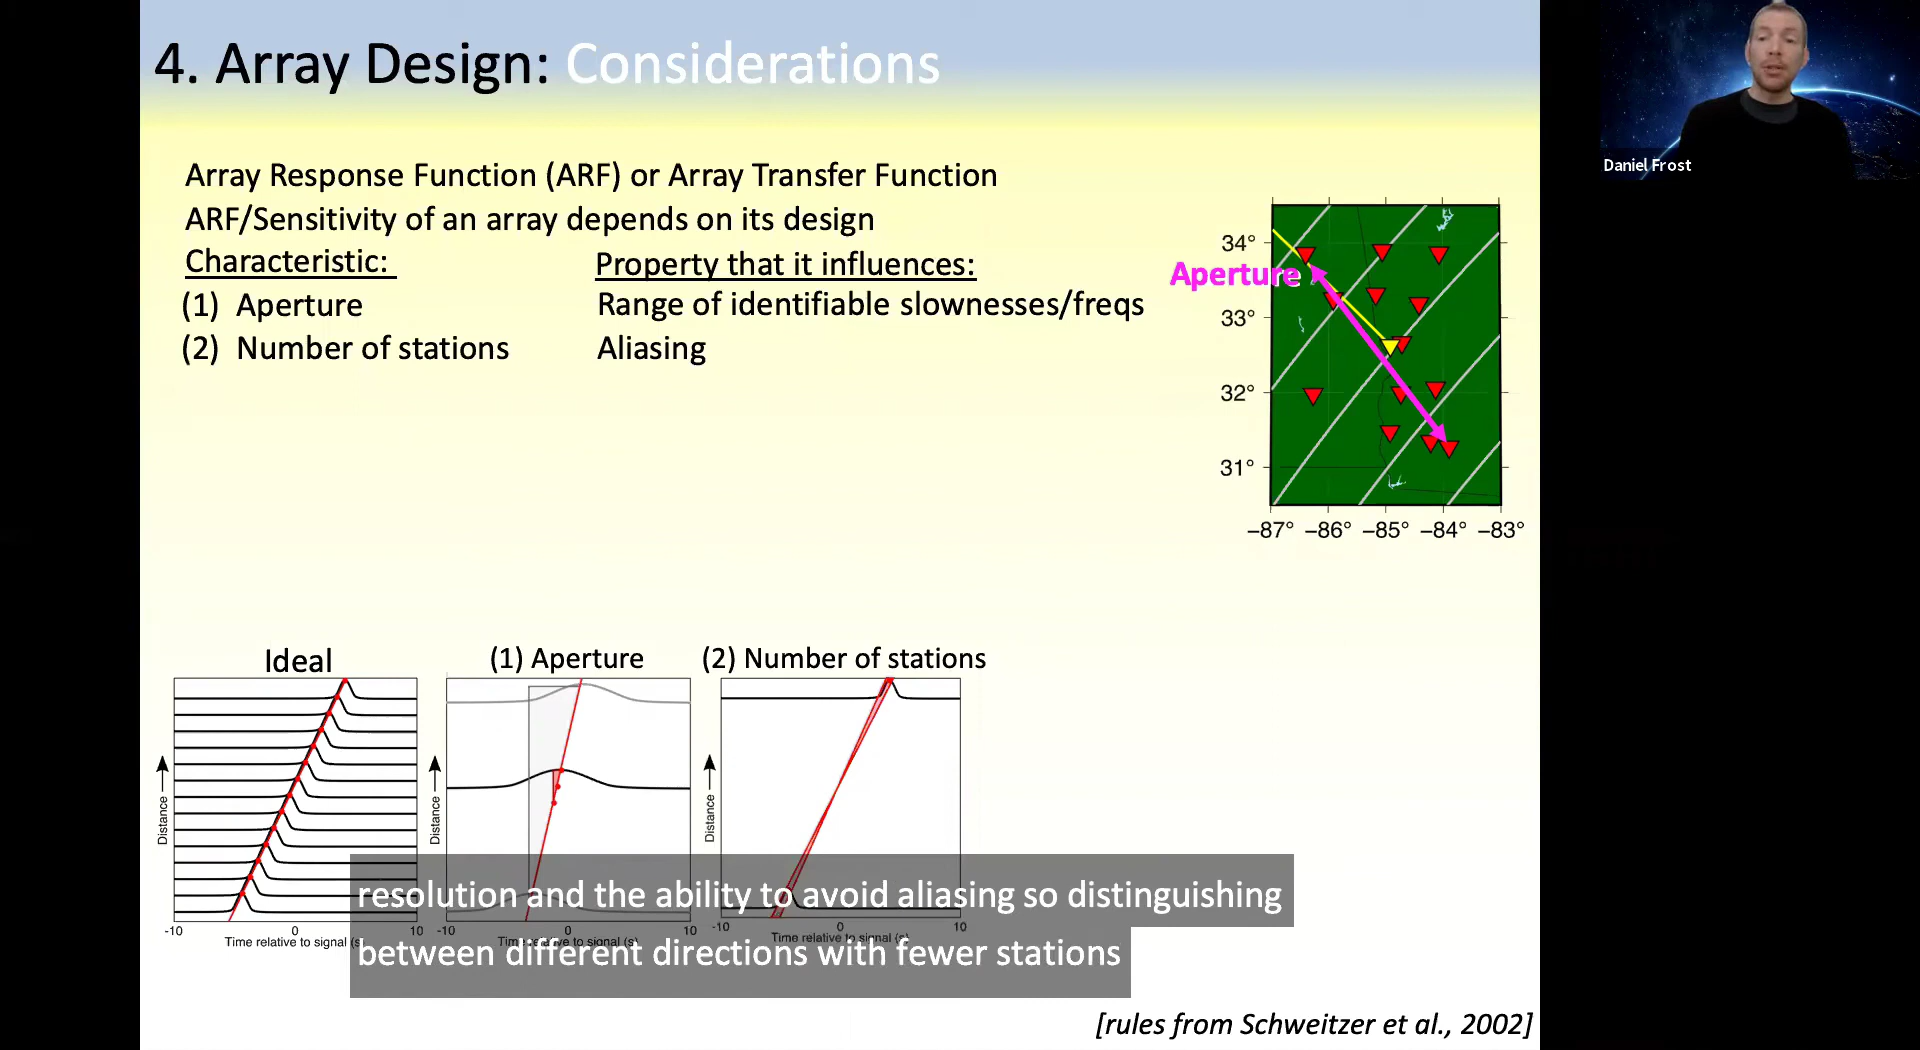 4. Array Design: Considerations
Daniel Frost
Array Response Function (ARF) or Array Transfer Function
ARF/Sensitivity of an array depends on its design
Characteristic: Property that it influences:
(1) Aperture Range of identifiable slownesses/freqs
(2) Number of stations Aliasing
Aperture
34°
33°
32°
31°
−87° −86° −85° −84° −83°
Ideal (1) Aperture (2) Number of stations
Distance Distance Distance
-10 0 10 -10 0 10 -10 0 10
Time relative to signal (s) Time relative to signal (s) Time relative to signal (s)
resolution and the ability to avoid aliasing so distinguishing
between different directions with fewer stations
[rules from Schweitzer et al., 2002]